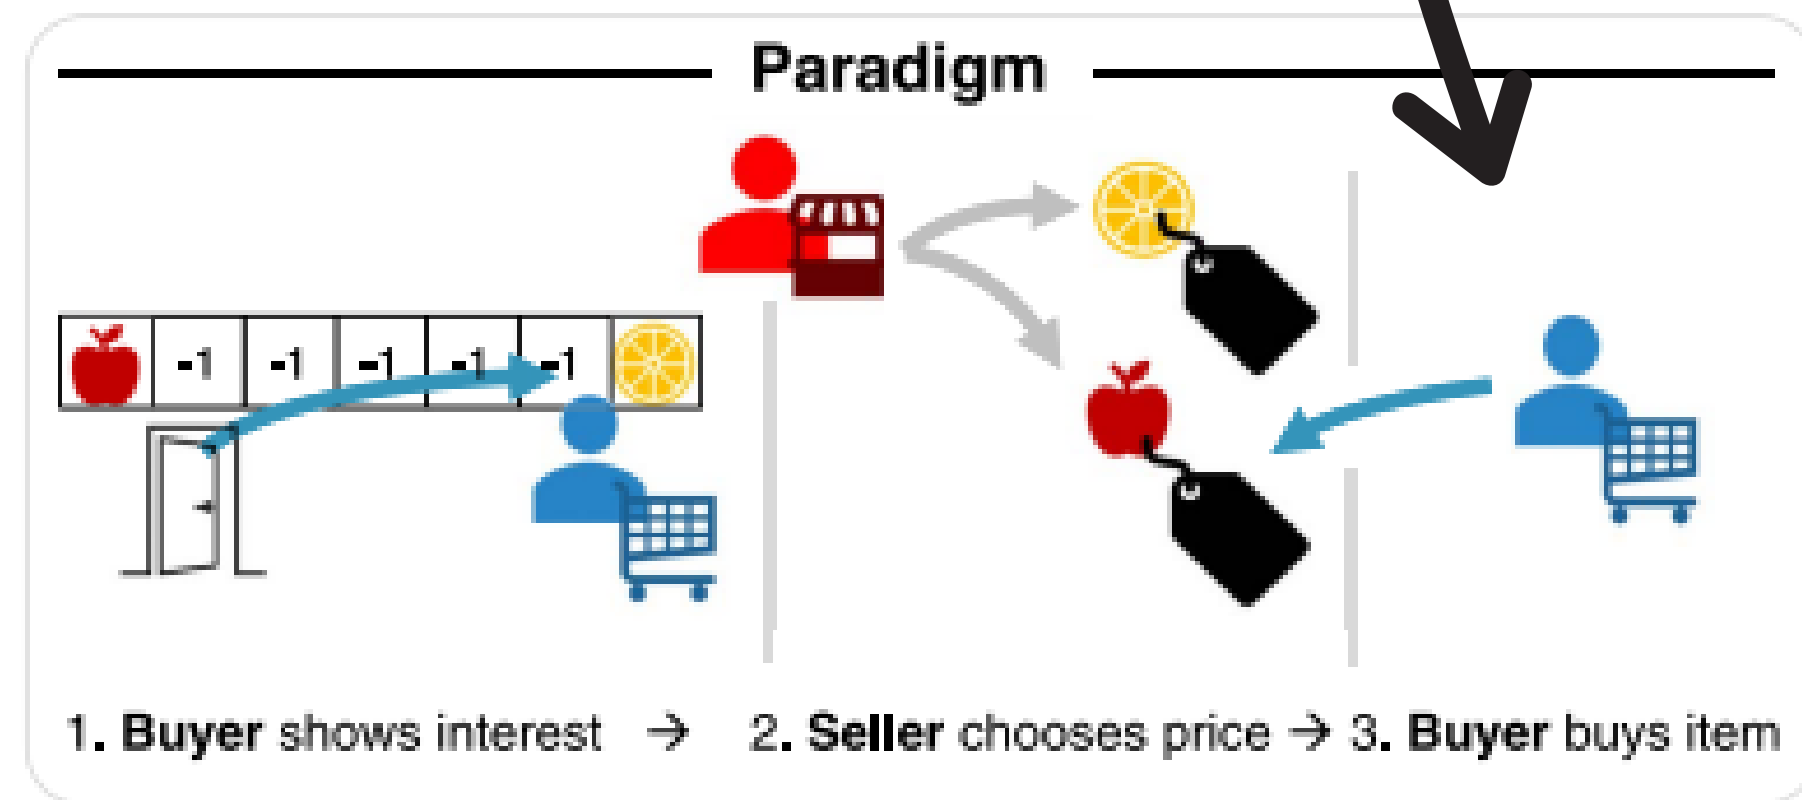 Paradigm
-1 -1 -1 -1 -1
1. Buyer shows interest → 2. Seller chooses price → 3. Buyer buys item